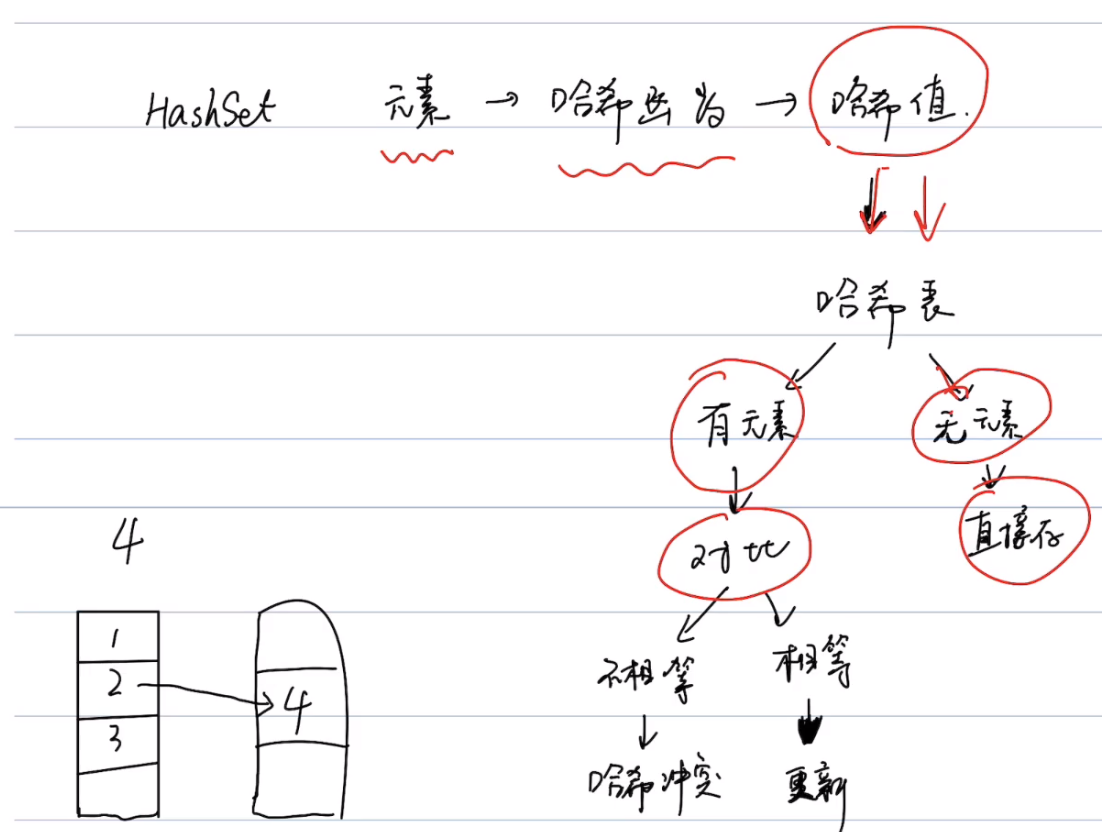 HashSet 元素 → 哈希函数 → 哈希值.
哈希表
有元素 无元素
直接存
4
对比
1
不相等 相等
2 4
3
哈希冲突 更新